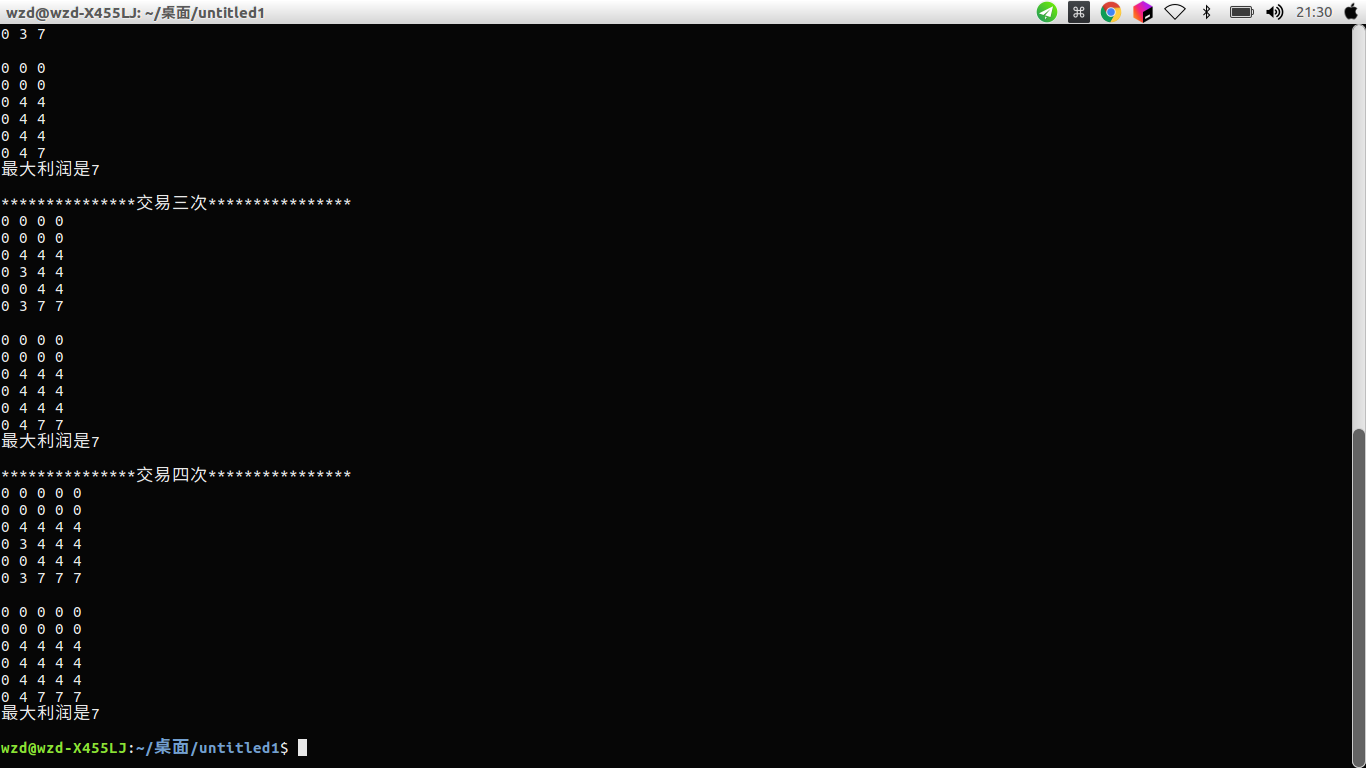 wzd@wzd-X455LJ: ~/桌面/untitled1
21:30
0 3 7
0 0 0
0 0 0
0 4 4
0 4 4
0 4 4
0 4 7
最大利润是7
***************交易三次****************
0 0 0 0
0 0 0 0
0 4 4 4
0 3 4 4
0 0 4 4
0 3 7 7
0 0 0 0
0 0 0 0
0 4 4 4
0 4 4 4
0 4 4 4
0 4 7 7
最大利润是7
***************交易四次****************
0 0 0 0 0
0 0 0 0 0
0 4 4 4 4
0 3 4 4 4
0 0 4 4 4
0 3 7 7 7
0 0 0 0 0
0 0 0 0 0
0 4 4 4 4
0 4 4 4 4
0 4 4 4 4
0 4 7 7 7
最大利润是7
wzd@wzd-X455LJ:~/桌面/untitled1$